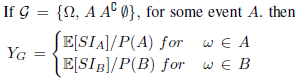 If 𝒢 = {Ω, A A^∁ ∅}, for some event A. then
Y_G = { 𝔼[SI_A]/P(A) for ω ∈ A
𝔼[SI_B]/P(B) for ω ∈ B